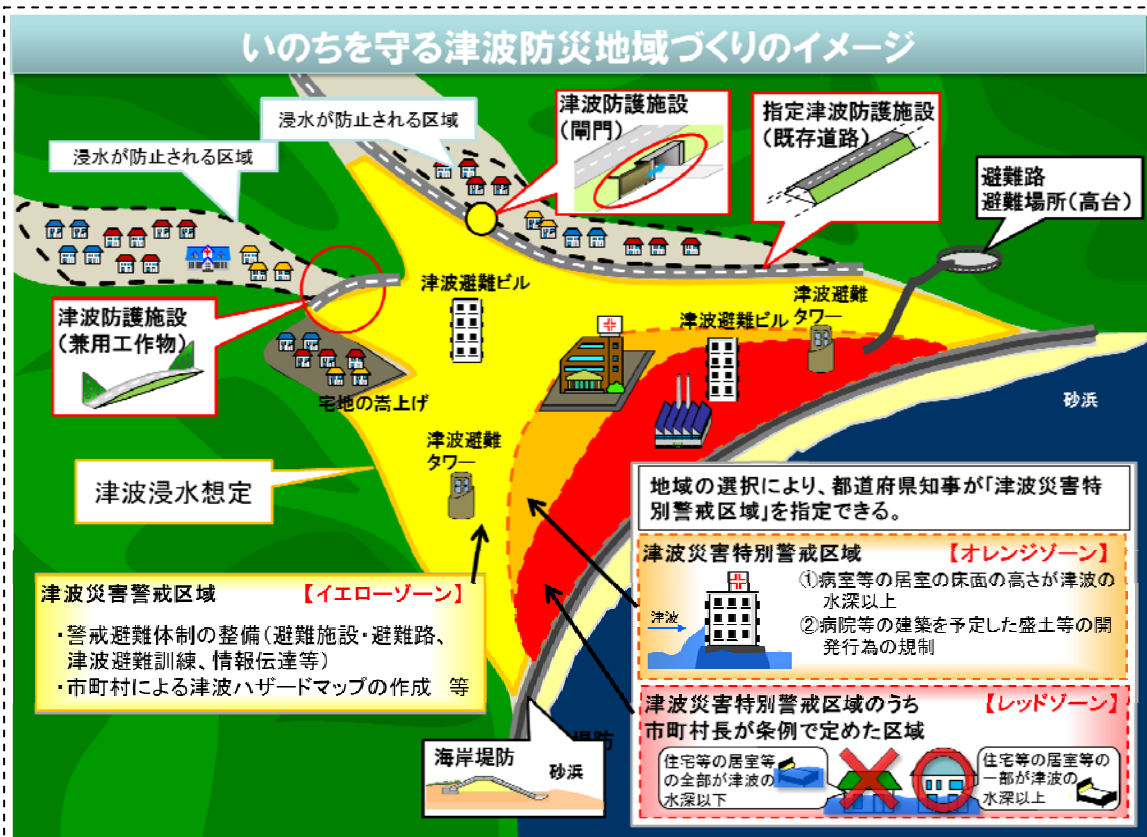 いのちを守る津波防災地域づくりのイメージ
浸水が防止される区域
浸水が防止される区域
津波防護施設
(閘門)
指定津波防護施設
(既存道路)
避難路
避難場所(高台)
津波防護施設
(兼用工作物)
津波避難ビル
津波避難ビル
津波避難
タワー
宅地の嵩上げ
津波避難
タワー
砂浜
津波浸水想定
地域の選択により、都道府県知事が「津波災害特
別警戒区域」を指定できる。
津波災害特別警戒区域 【オレンジゾーン】
津波
①病室等の居室の床面の高さが津波の
水深以上
②病院等の建築を予定した盛土等の開
発行為の規制
津波災害警戒区域 【イエローゾーン】
・警戒避難体制の整備(避難施設・避難路、
津波避難訓練、情報伝達等)
・市町村による津波ハザードマップの作成 等
津波災害特別警戒区域のうち 【レッドゾーン】
市町村長が条例で定めた区域
住宅等の居室等
の全部が津波の
水深以下
住宅等の居室等の
一部が津波の
水深以上
海岸堤防
砂浜
堤防